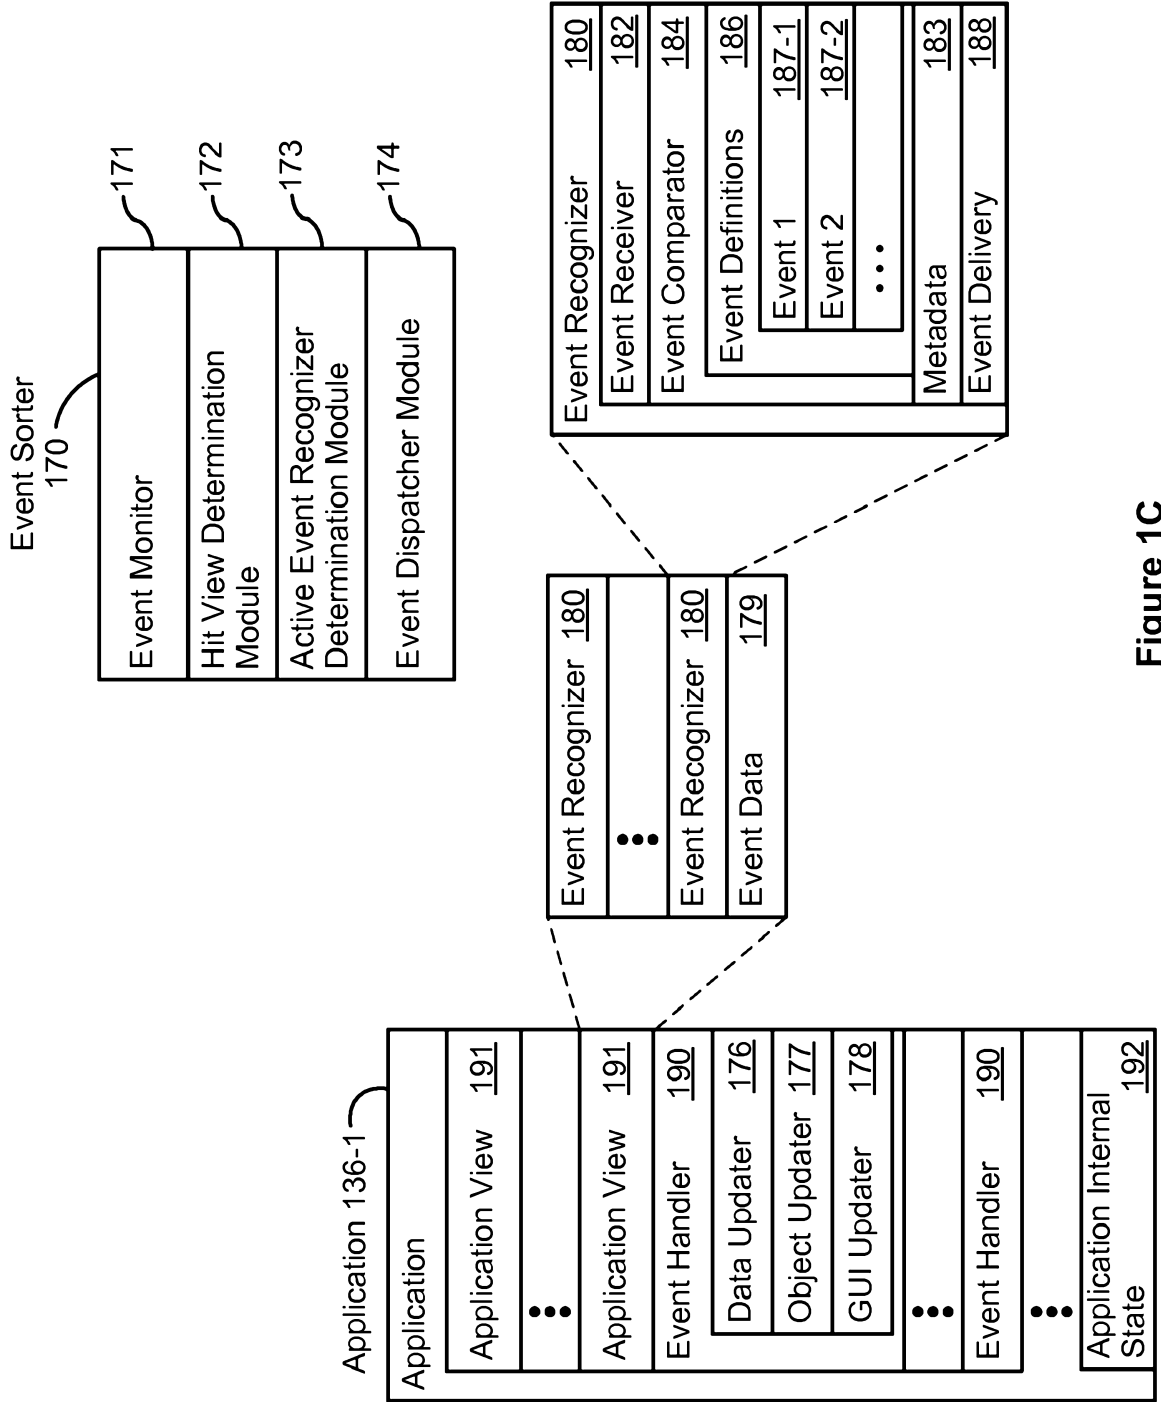 Event Sorter
170
Event Monitor
171
Hit View Determination
Module
172
Active Event Recognizer
Determination Module
173
Event Dispatcher Module
174
Application 136-1
Application
Application View 191
Application View 191
Event Handler 190
Data Updater 176
Object Updater 177
GUI Updater 178
Event Handler 190
Application Internal
State 192
Event Recognizer 180
Event Recognizer 180
Event Data 179
Event Recognizer 180
Event Receiver 182
Event Comparator 184
Event Definitions 186
Event 1 187-1
Event 2 187-2
Metadata 183
Event Delivery 188
Figure 1C